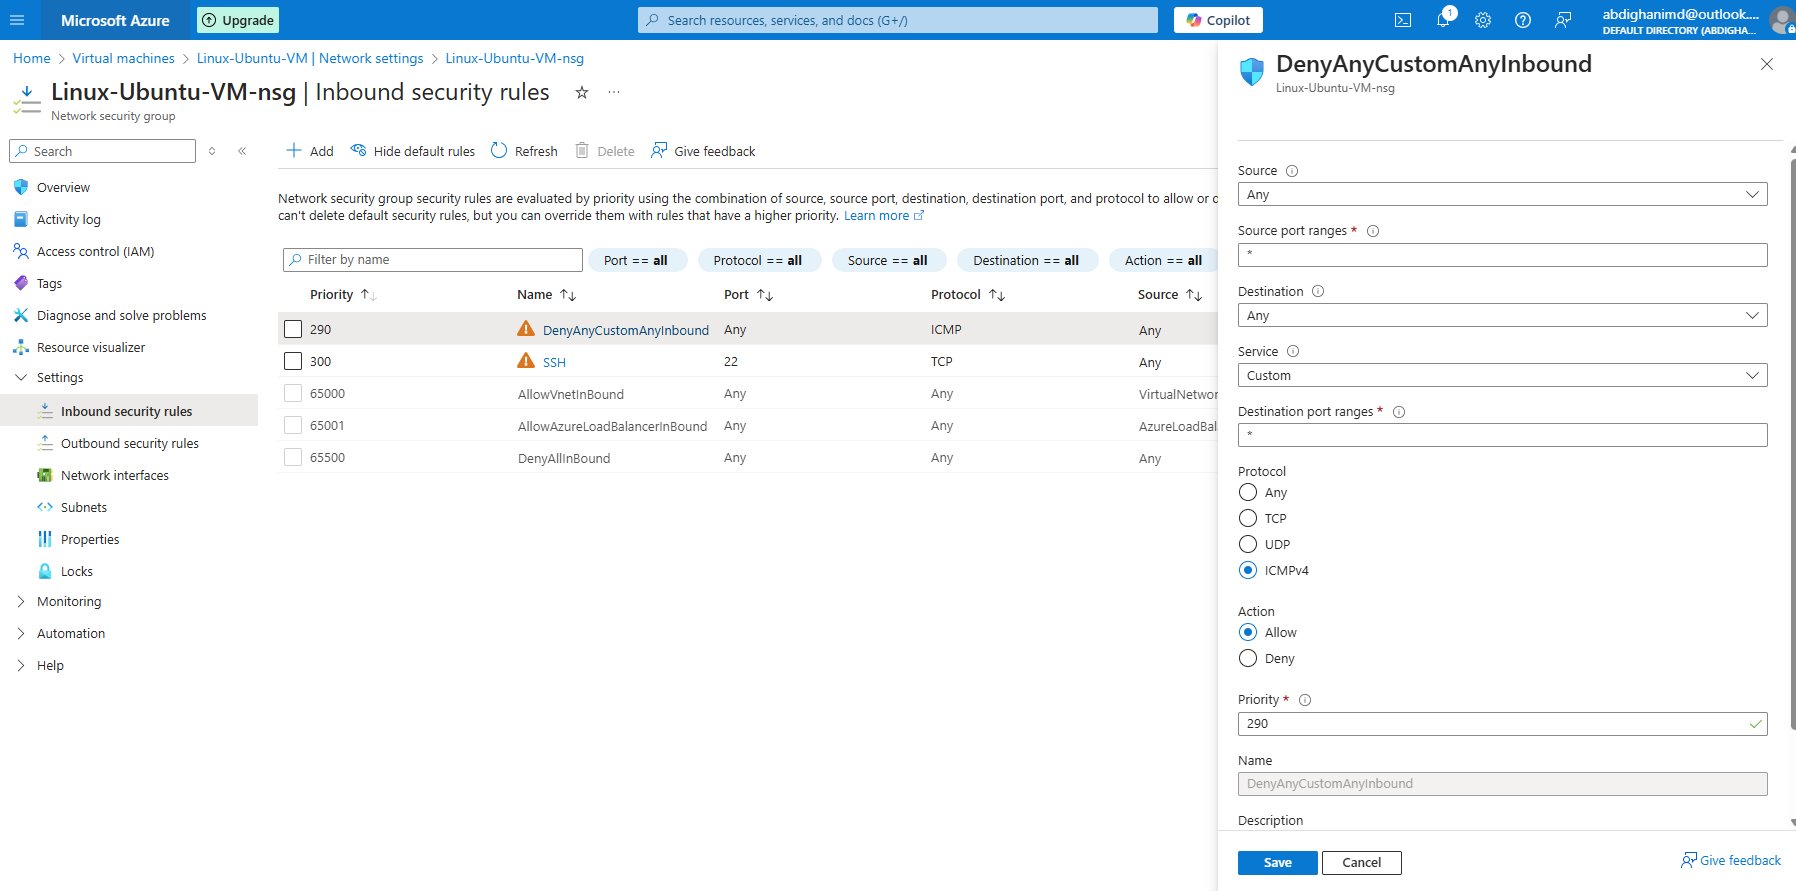 Microsoft Azure
Upgrade
Search resources, services, and docs (G+/)
Copilot
1
abdighanimd@outlook....
DEFAULT DIRECTORY (ABDIGHA...
Home > Virtual machines > Linux-Ubuntu-VM | Network settings > Linux-Ubuntu-VM-nsg
Linux-Ubuntu-VM-nsg | Inbound security rules
Network security group
Search
Overview
Activity log
Access control (IAM)
Tags
Diagnose and solve problems
Resource visualizer
Settings
Inbound security rules
Outbound security rules
Network interfaces
Subnets
Properties
Locks
Monitoring
Automation
Help
Add Hide default rules Refresh Delete Give feedback
Network security group security rules are evaluated by priority using the combination of source, source port, destination, destination port, and protocol to allow or
can't delete default security rules, but you can override them with rules that have a higher priority. Learn more
Filter by name Port == all Protocol == all Source == all Destination == all Action == all
Priority Name Port Protocol Source
290 DenyAnyCustomAnyInbound Any ICMP Any
300 SSH 22 TCP Any
65000 AllowVnetInBound Any Any VirtualNetwor
65001 AllowAzureLoadBalancerInBound Any Any AzureLoadBal
65500 DenyAllInBound Any Any Any
DenyAnyCustomAnyInbound
Linux-Ubuntu-VM-nsg
Source
Any
Source port ranges *
*
Destination
Any
Service
Custom
Destination port ranges *
*
Protocol
Any
TCP
UDP
ICMPv4
Action
Allow
Deny
Priority *
290
Name
DenyAnyCustomAnyInbound
Description
Save Cancel Give feedback